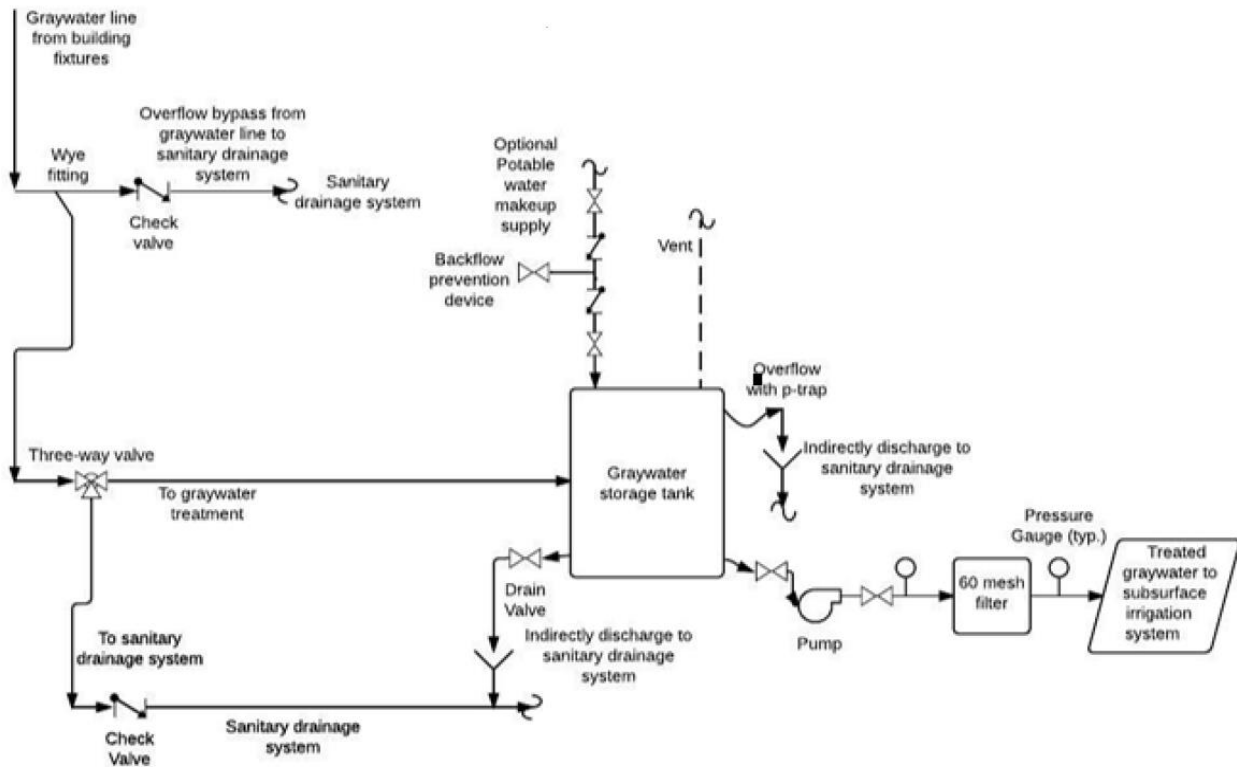 Graywater line
from building
fixtures
Overflow bypass from
graywater line to
sanitary drainage
system
Wye
fitting
Sanitary
drainage system
Check
valve
Optional
Potable
water
makeup
supply
Vent
Backflow
prevention
device
Overflow
with p-trap
Three-way valve
To graywater
treatment
Graywater
storage tank
Indirectly discharge to
sanitary drainage
system
Pressure
Gauge (typ.)
Drain
Valve
60 mesh
filter
Treated
graywater to
subsurface
irrigation
system
Pump
To sanitary
drainage system
Indirectly discharge to
sanitary drainage
system
Sanitary drainage
system
Check
Valve